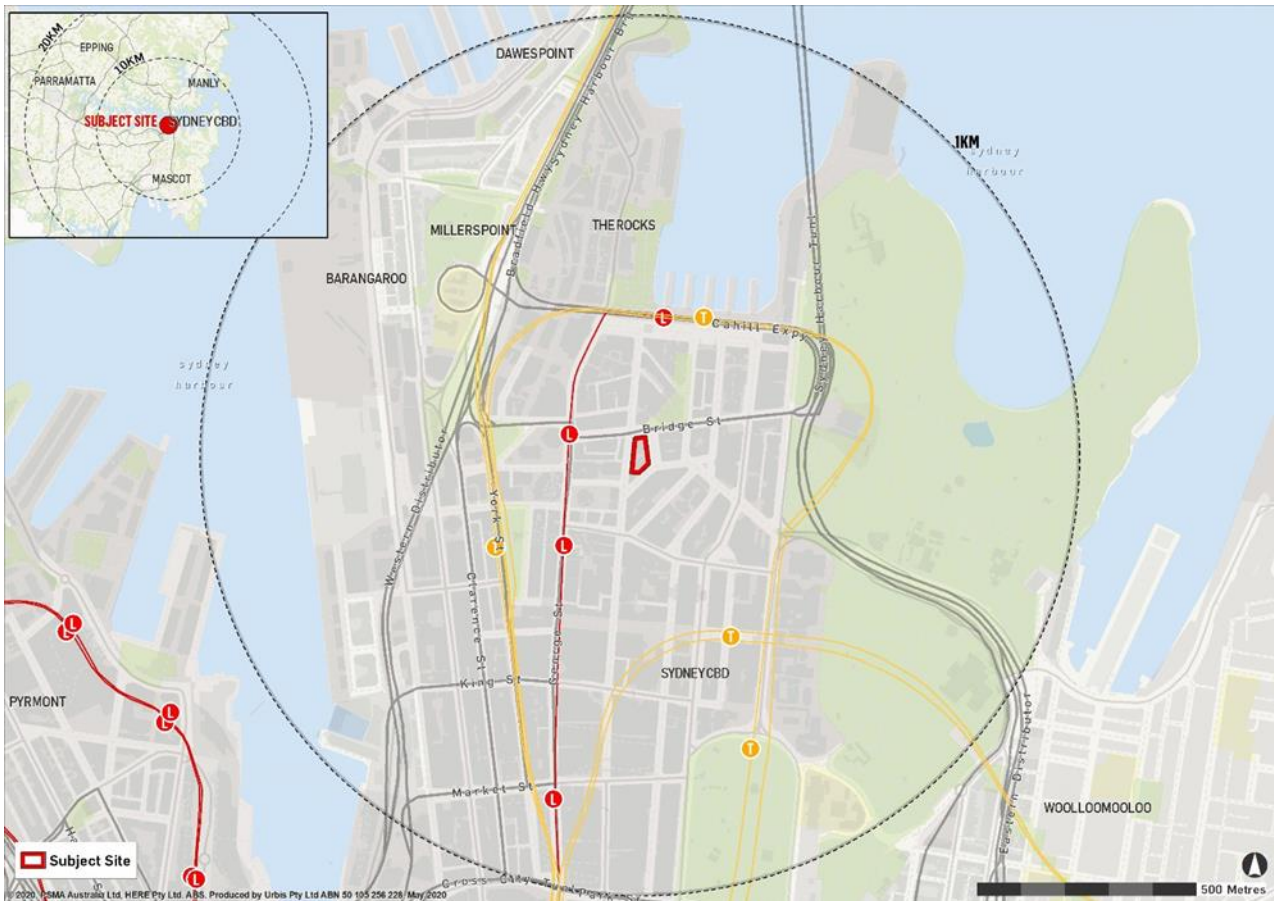 20KM
EPPING
10KM
PARRAMATTA
MANLY
SUBJECT SITE
SYDNEY CBD
MASCOT
DAWES POINT
Sydney Harbour Bri
1KM
sydney
harbour
Bradfield Hwy
MILLERS POINT
THE ROCKS
BARANGAROO
Sydney Harbour Tunl
L
T
Cahill Expy
sydney
harbour
L
Bridge St
Western Distributor
York St
T
L
Clarence St
George St
T
L
L
SYDNEY CBD
King St
PYRMONT
L
L
T
Eastern Distributor
Market St
L
WOOLLOOMOOLOO
Subject Site
L
Cross City Tunl
Park St
500 Metres
© 2020. PSMA Australia Ltd, HERE Pty Ltd. ABS. Produced by Urbis Pty Ltd ABN 50 105 256 228, May 2020